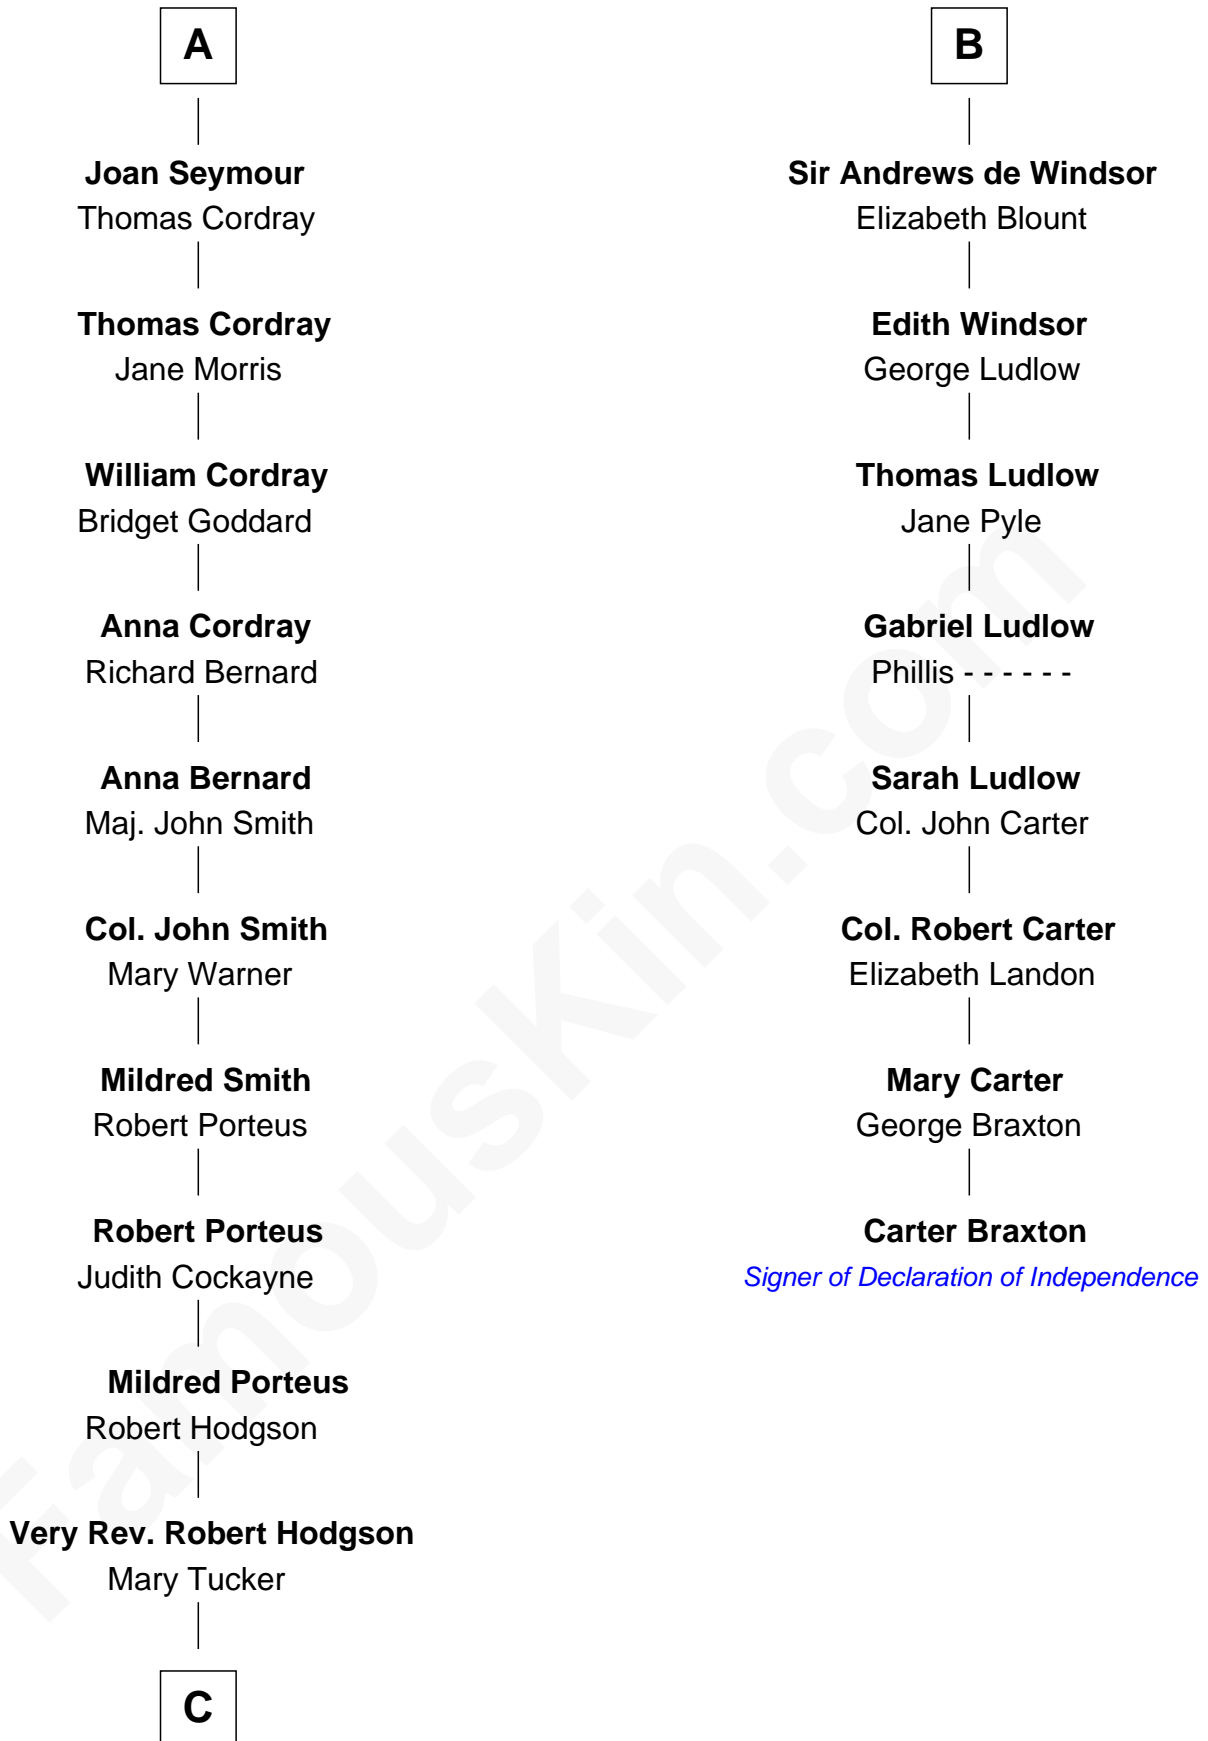 A
Joan Seymour
Thomas Cordray
Thomas Cordray
Jane Morris
William Cordray
Bridget Goddard
Anna Cordray
Richard Bernard
Anna Bernard
Maj. John Smith
Col. John Smith
Mary Warner
Mildred Smith
Robert Porteus
Robert Porteus
Judith Cockayne
Mildred Porteus
Robert Hodgson
Very Rev. Robert Hodgson
Mary Tucker
C
B
Sir Andrews de Windsor
Elizabeth Blount
Edith Windsor
George Ludlow
Thomas Ludlow
Jane Pyle
Gabriel Ludlow
Phillis - - - - - -
Sarah Ludlow
Col. John Carter
Col. Robert Carter
Elizabeth Landon
Mary Carter
George Braxton
Carter Braxton
Signer of Declaration of Independence
FamousKin.com